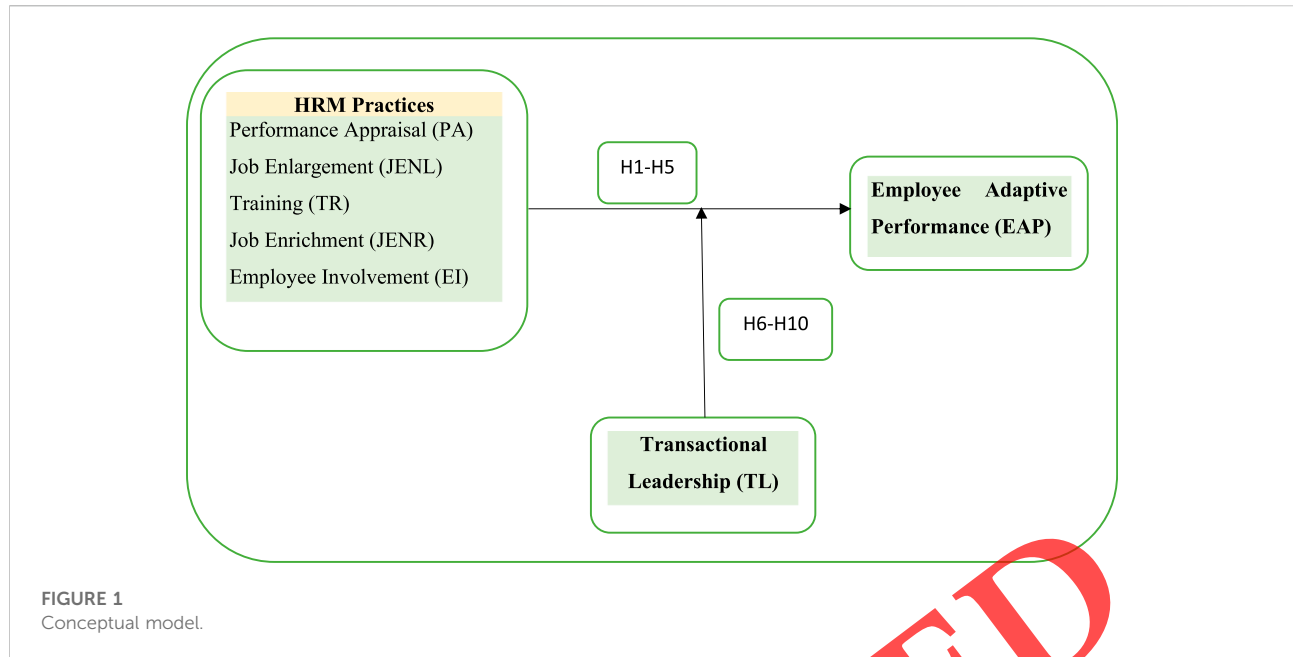 HRM Practices
Performance Appraisal (PA)
Job Enlargement (JENL)
Training (TR)
Job Enrichment (JENR)
Employee Involvement (EI)
H1-H5
Employee Adaptive
Performance (EAP)
H6-H10
Transactional
Leadership (TL)
FIGURE 1
Conceptual model.
ED